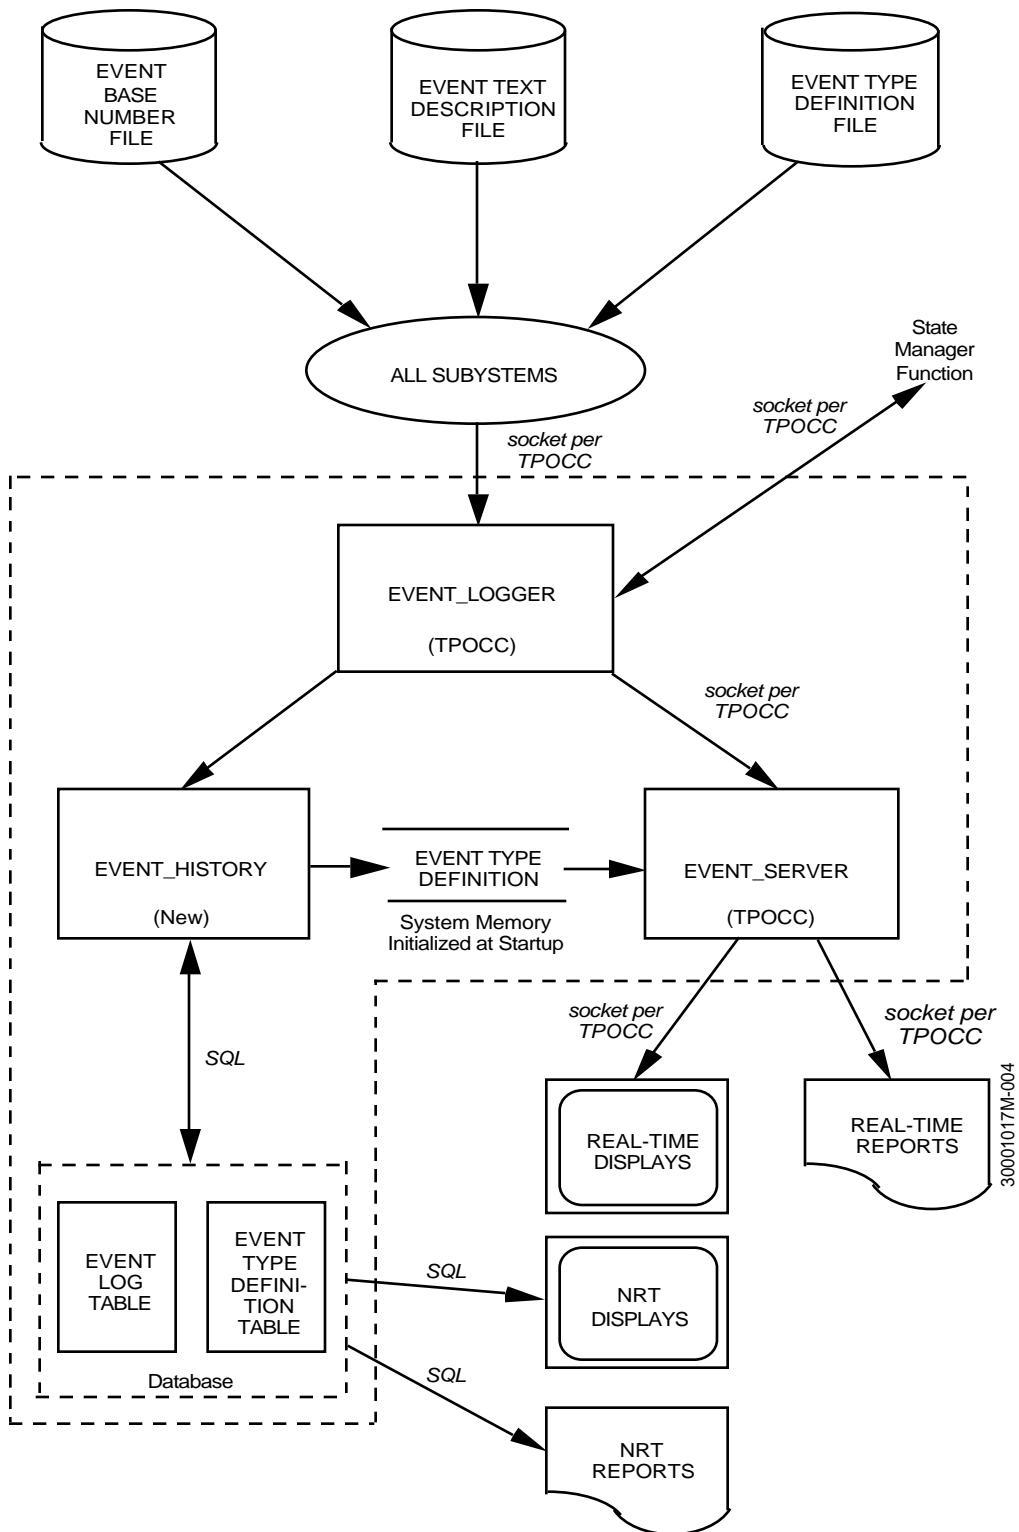 EVENT
BASE
NUMBER
FILE
EVENT TEXT
DESCRIPTION
FILE
EVENT TYPE
DEFINITION
FILE
ALL SUBYSTEMS
State
Manager
Function
socket per
TPOCC
socket per
TPOCC
EVENT_LOGGER
(TPOCC)
socket per
TPOCC
EVENT_HISTORY
(New)
EVENT TYPE
DEFINITION
System Memory
Initialized at Startup
EVENT_SERVER
(TPOCC)
socket per
TPOCC
socket per
TPOCC
SQL
REAL-TIME
DISPLAYS
REAL-TIME
REPORTS
30001017M-004
EVENT
LOG
TABLE
EVENT
TYPE
DEFINI-
TION
TABLE
Database
SQL
NRT
DISPLAYS
SQL
NRT
REPORTS